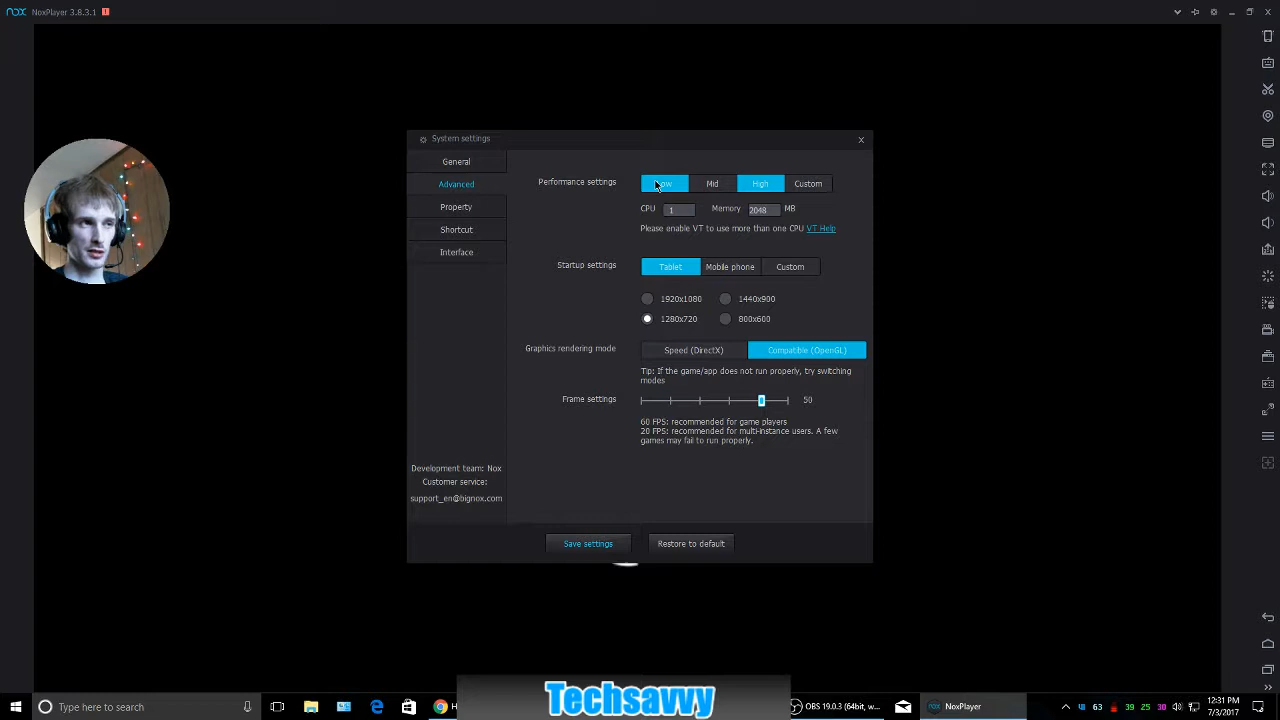 nox NoxPlayer 3.8.3.1
System settings
General
Advanced
Property
Shortcut
Interface
Development team: Nox
Customer service:
support_en@bignox.com
Performance settings
Low Mid High Custom
CPU 1 Memory 2048 MB
Please enable VT to use more than one CPU VT Help
Startup settings
Tablet Mobile phone Custom
1920x1080 1440x900
1280x720 800x600
Graphics rendering mode
Speed (DirectX) Compatible (OpenGL)
Tip: If the game/app does not run properly, try switching
modes
Frame settings 50
60 FPS: recommended for game players
20 FPS: recommended for multi-instance users. A few
games may fail to run properly.
Save settings Restore to default
Techsavvy
Type here to search
H
OBS 19.0.3 (64bit, w...
NoxPlayer
63 39 25 30
12:31 PM
7/3/2017